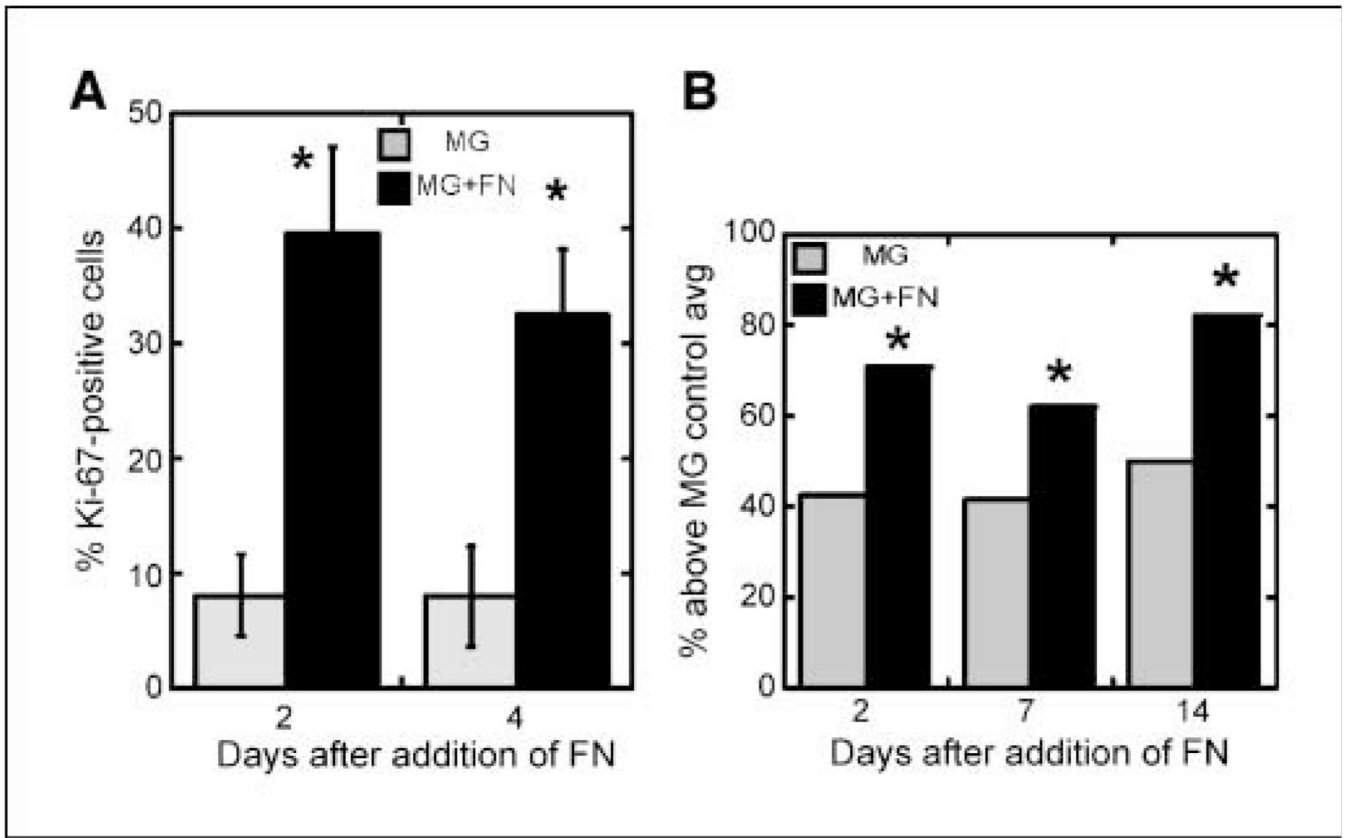 A
50
40
30
20
10
0
% Ki-67-positive cells
*
MG
MG+FN
*
2
4
Days after addition of FN
B
100
80
60
40
20
0
% above MG control avg
MG
MG+FN
*
*
*
2
7
14
Days after addition of FN